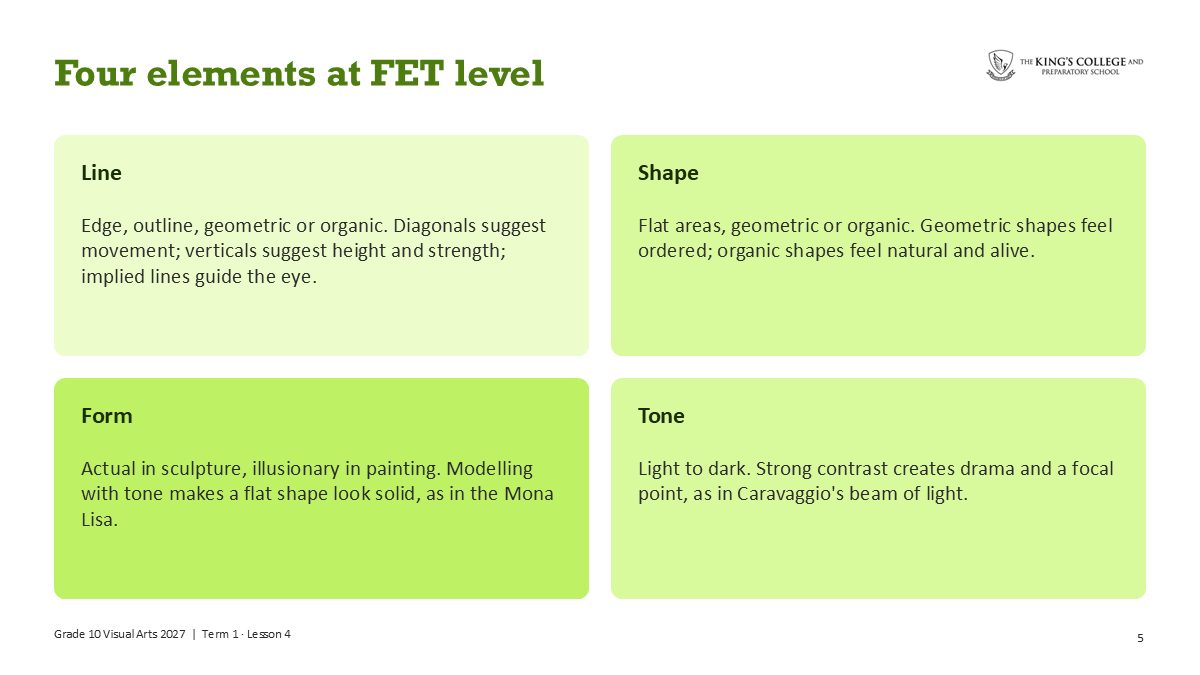 Four elements at FET level
THE KING'S COLLEGE AND
PREPARATORY SCHOOL
Line
Edge, outline, geometric or organic. Diagonals suggest
movement; verticals suggest height and strength;
implied lines guide the eye.
Shape
Flat areas, geometric or organic. Geometric shapes feel
ordered; organic shapes feel natural and alive.
Form
Actual in sculpture, illusionary in painting. Modelling
with tone makes a flat shape look solid, as in the Mona
Lisa.
Tone
Light to dark. Strong contrast creates drama and a focal
point, as in Caravaggio's beam of light.
Grade 10 Visual Arts 2027 | Term 1 · Lesson 4
5